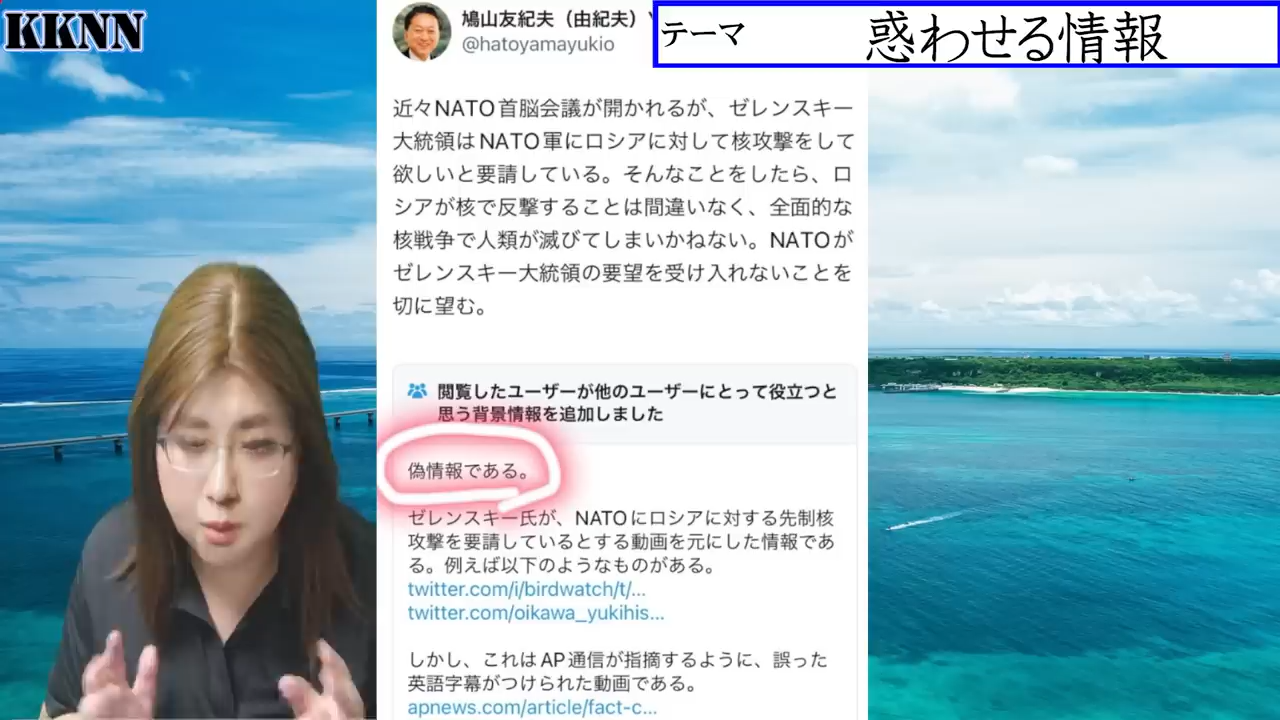 KKNN
鳩山友紀夫（由紀夫）
@hatoyamayukio
テーマ
惑わせる情報
近々NATO首脳会議が開かれるが、ゼレンスキー
大統領はNATO軍にロシアに対して核攻撃をして
欲しいと要請している。そんなことをしたら、ロ
シアが核で反撃することは間違いなく、全面的な
核戦争で人類が滅びてしまいかねない。NATOが
ゼレンスキー大統領の要望を受け入れないことを
切に望む。
閲覧したユーザーが他のユーザーにとって役立つと
思う背景情報を追加しました
偽情報である。
ゼレンスキー氏が、NATOにロシアに対する先制核
攻撃を要請しているとする動画を元にした情報であ
る。例えば以下のようなものがある。
twitter.com/i/birdwatch/t/...
twitter.com/oikawa_yukihis...
しかし、これはAP通信が指摘するように、誤った
英語字幕がつけられた動画である。
apnews.com/article/fact-c...